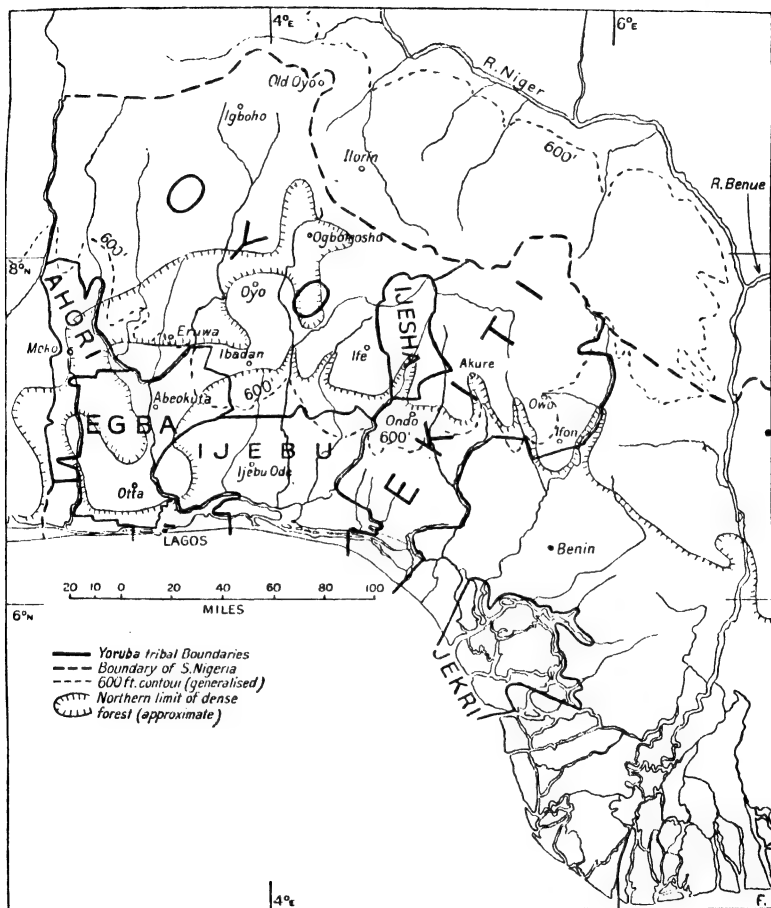 4°E
6°E
R. Niger
Old Oyo
Igboho
600'
Ilorin
R. Benue
OYO
Ogbomosho
600'
8°N
AHORI
Oyo
IJESHA
EKITI
Meko
Eruwa
Ibadan
Ife
Akure
600'
Abeokuta
Owo
EGBA
Ondo
600'
Ifon
IJEBU
Ijebu Ode
Otta
LAGOS
Benin
20 10 0 20 40 60 80 100
MILES
6°N
JEKRI
Yoruba tribal Boundaries
Boundary of S. Nigeria
600 ft. contour (generalised)
Northern limit of dense
forest (approximate)
4°E
F.